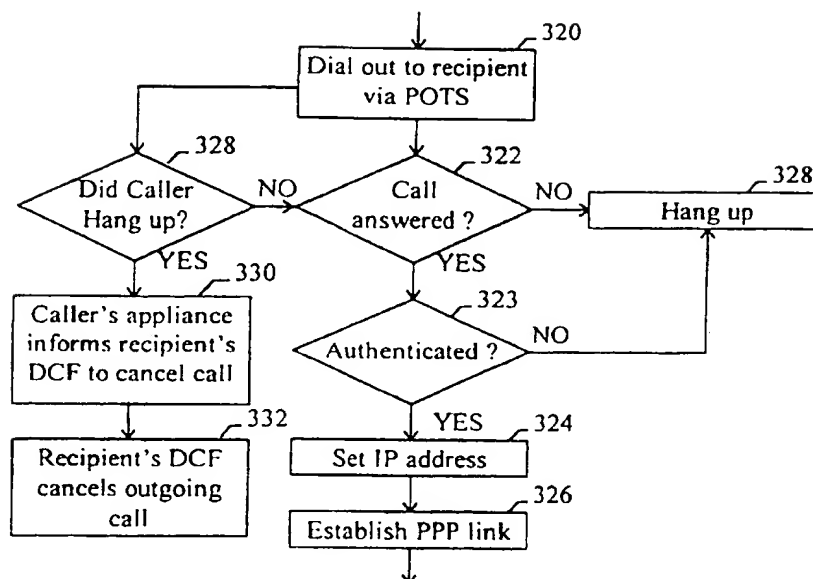 320
Dial out to recipient
via POTS
328
Did Caller
Hang up?
NO
322
Call
answered ?
NO
328
Hang up
YES
YES
330
Caller's appliance
informs recipient's
DCF to cancel call
323
Authenticated ?
NO
332
Recipient's DCF
cancels outgoing
call
YES
324
Set IP address
326
Establish PPP link